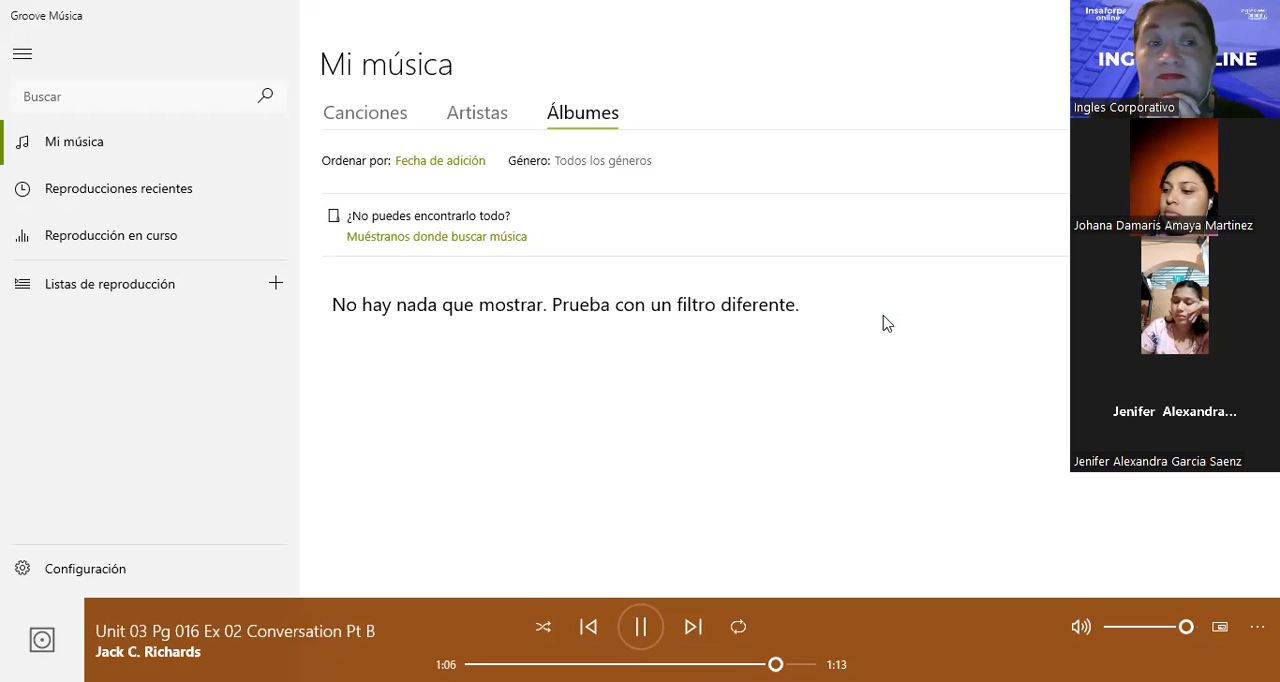 Groove Música
Buscar
Mi música
Reproducciones recientes
Reproducción en curso
Listas de reproducción
Configuración
Mi música
Canciones Artistas Álbumes
Ordenar por: Fecha de adición Género: Todos los géneros
¿No puedes encontrarlo todo?
Muéstranos donde buscar música
No hay nada que mostrar. Prueba con un filtro diferente.
Insaforp
online
ING LINE
Ingles Corporativo
Johana Damaris Amaya Martinez
Jenifer Alexandra...
Jenifer Alexandra Garcia Saenz
Unit 03 Pg 016 Ex 02 Conversation Pt B
Jack C. Richards
1:06 1:13